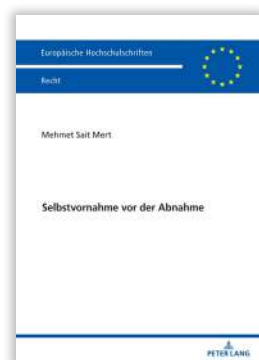 Europäische Hochschulschriften
Recht
Mehmet Sait Mert
Selbstvornahme vor der Abnahme
PETER LANG